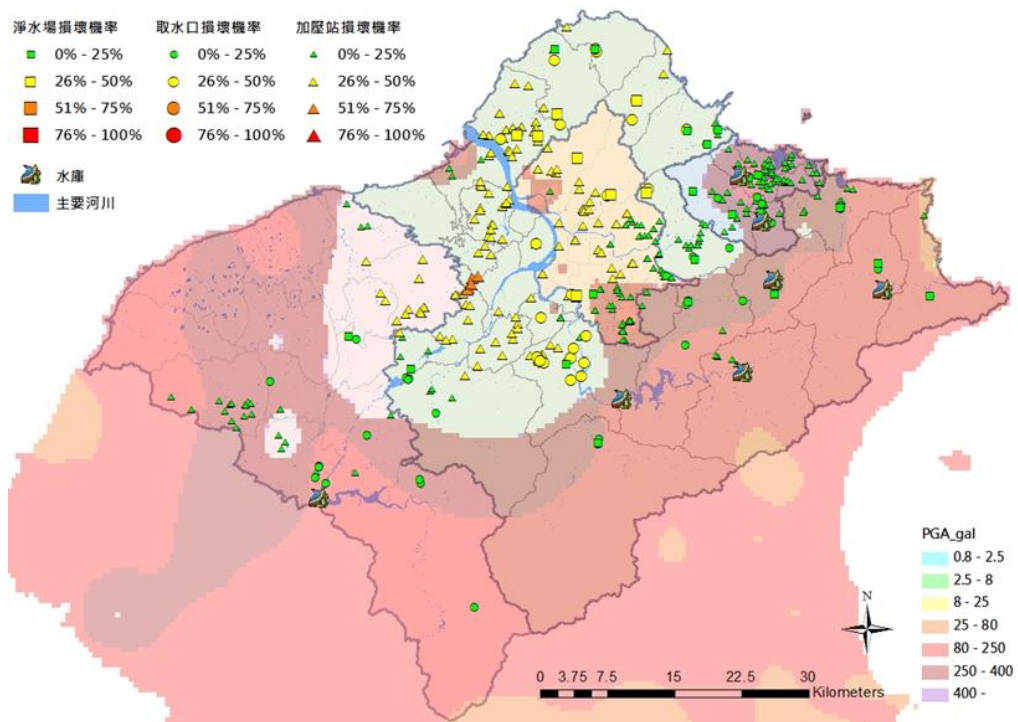 淨水場損壞機率 取水口損壞機率 加壓站損壞機率
0% - 25% 0% - 25% 0% - 25%
26% - 50% 26% - 50% 26% - 50%
51% - 75% 51% - 75% 51% - 75%
76% - 100% 76% - 100% 76% - 100%
水庫
主要河川
PGA_gal
0.8 - 2.5
2.5 - 8
8 - 25
25 - 80
80 - 250
250 - 400
400 -
N
0 3.75 7.5 15 22.5 30
Kilometers